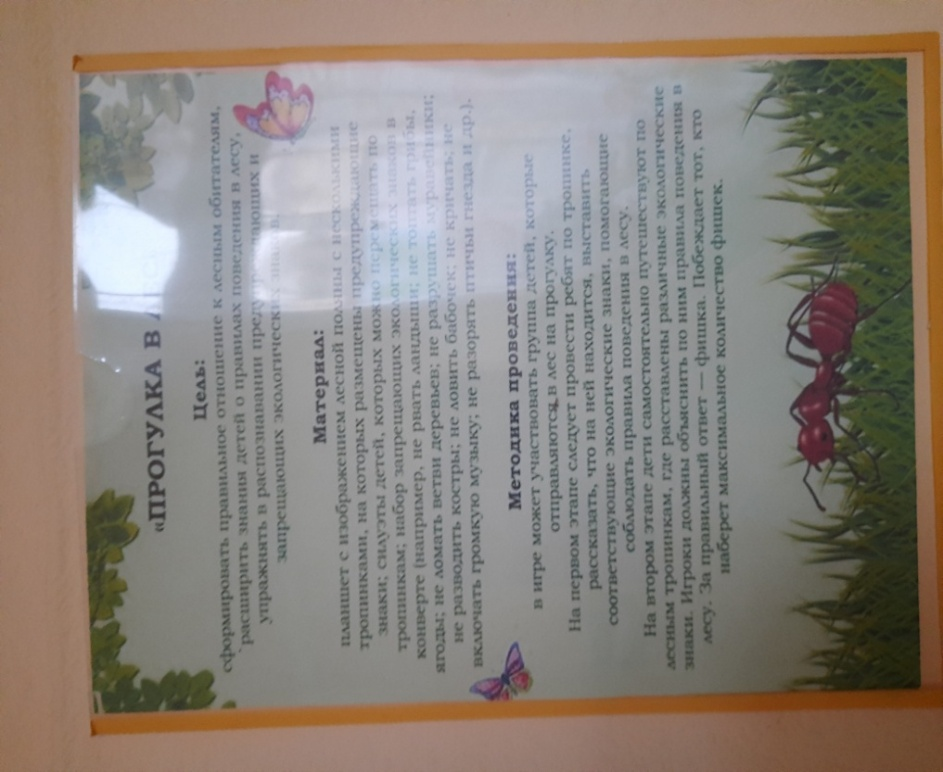 «ПРОГУЛКА В
Цель:
сформировать правильное отношение к лесным обитателям,
расширить знания детей о правилах поведения в лесу,
упражнять в распознавании предупреждающих и
запрещающих экологических
Материал:
планшет с изображением лесной поляны с несколькими
тропинками, на которых размещены предупреждающие
знаки; силуэты детей, которых можно перемещать по
тропинкам; набор запрещающих экологических знаков в
конверте (например, не рвать ландыши; не топтать грибы,
ягоды; не ломать ветви деревьев; не разрушать муравейники;
не разводить костры; не ловить бабочек; не кричать; не
включать громкую музыку; не разорять птичьи гнезда и др.).
Методика проведения:
в игре может участвовать группа детей, которые
отправляются в лес на прогулку.
На первом этапе следует провести ребят по тропинке,
рассказать, что на ней находится, выставить
соответствующие экологические знаки, помогающие
соблюдать правила поведения в лесу.
На втором этапе дети самостоятельно путешествуют по
лесным тропинкам, где расставлены различные экологические
знаки. Игроки должны объяснить по ним правила поведения в
лесу. За правильный ответ — фишка. Побеждает тот, кто
наберет максимальное количество фишек.